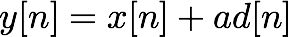 y[n] = x[n] + ad[n]